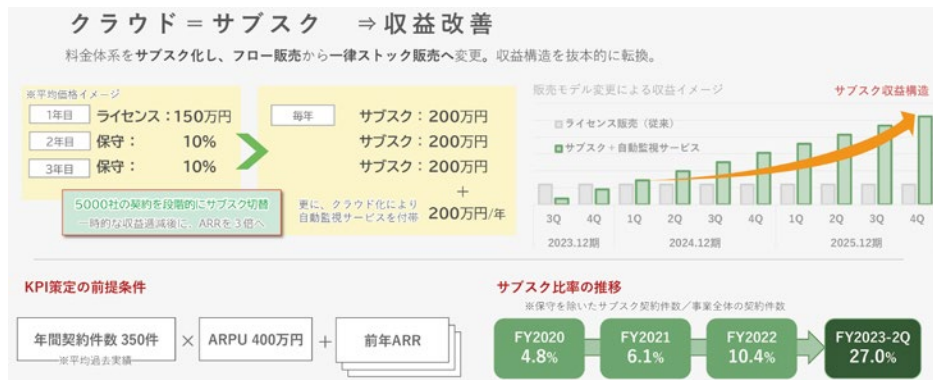 クラウド＝サブスク ⇒収益改善
料金体系をサブスク化し、フロー販売から一律ストック販売へ変更。収益構造を抜本的に転換。
※平均価格イメージ
1年目 ライセンス：150万円
2年目 保守： 10%
3年目 保守： 10%
5000社の契約を段階的にサブスク切替
一時的な収益逓減後に、ARRを3倍へ
毎年 サブスク：200万円
サブスク：200万円
サブスク：200万円
＋
更に、クラウド化により
自動監視サービスを付帯 200万円/年
販売モデル変更による収益イメージ サブスク収益構造
ライセンス販売（従来）
サブスク＋自動監視サービス
3Q 4Q 1Q 2Q 3Q 4Q 1Q 2Q 3Q 4Q
2023.12期 2024.12期 2025.12期
KPI策定の前提条件
年間契約件数 350件 × ARPU 400万円 ＋ 前年ARR
※平均過去実績
サブスク比率の推移
※保守を除いたサブスク契約件数／事業全体の契約件数
FY2020 FY2021 FY2022 FY2023-2Q
4.8% 6.1% 10.4% 27.0%